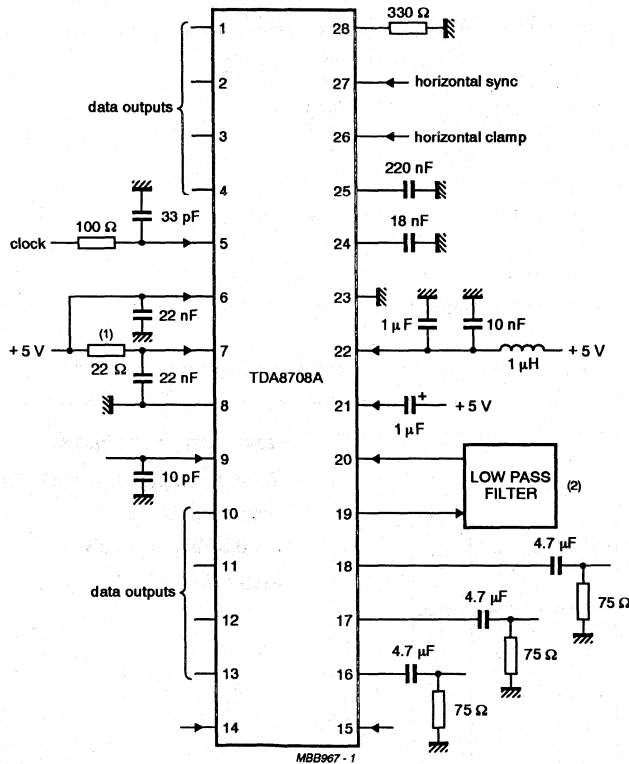 1
28
330 Ω
2
27
horizontal sync
data outputs
3
26
horizontal clamp
220 nF
4
25
33 pF
18 nF
100 Ω
clock
5
24
6
23
22 nF
1 µF
10 nF
(1)
+ 5 V
7
22
+ 5 V
22 Ω
1 µH
22 nF
TDA8708A
8
21
+ 5 V
+
1 µF
9
20
10 pF
LOW PASS
FILTER
(2)
10
19
4.7 µF
11
18
data outputs
4.7 µF
75 Ω
12
17
4.7 µF
75 Ω
13
16
75 Ω
14
15
MBB967 - 1